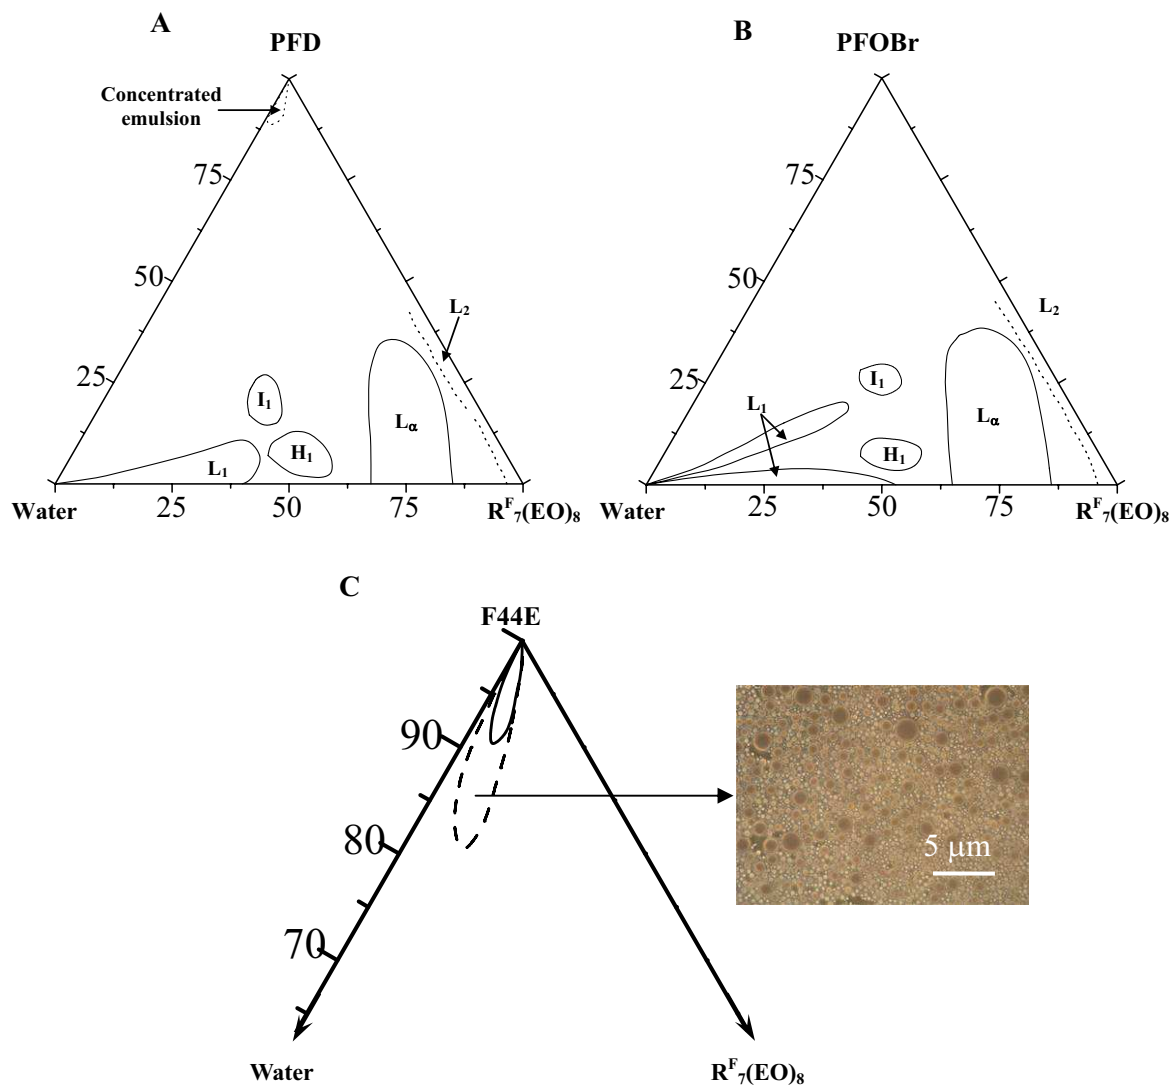 A
PFD
Concentrated
emulsion
75
50
25
L₂
I₁
Lα
H₁
L₁
Water
25
50
75
Rᶠ₇(EO)₈
B
PFOBr
75
50
25
L₂
I₁
L₁
Lα
H₁
Water
25
50
75
Rᶠ₇(EO)₈
C
F44E
90
80
70
5 µm
Water
Rᶠ₇(EO)₈